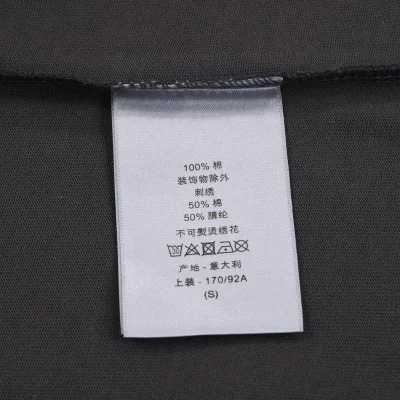 100% 棉
装饰物除外
刺绣
50% 棉
50% 腈纶
不可熨烫绣花
产地 - 意大利
上装 - 170/92A
(S)